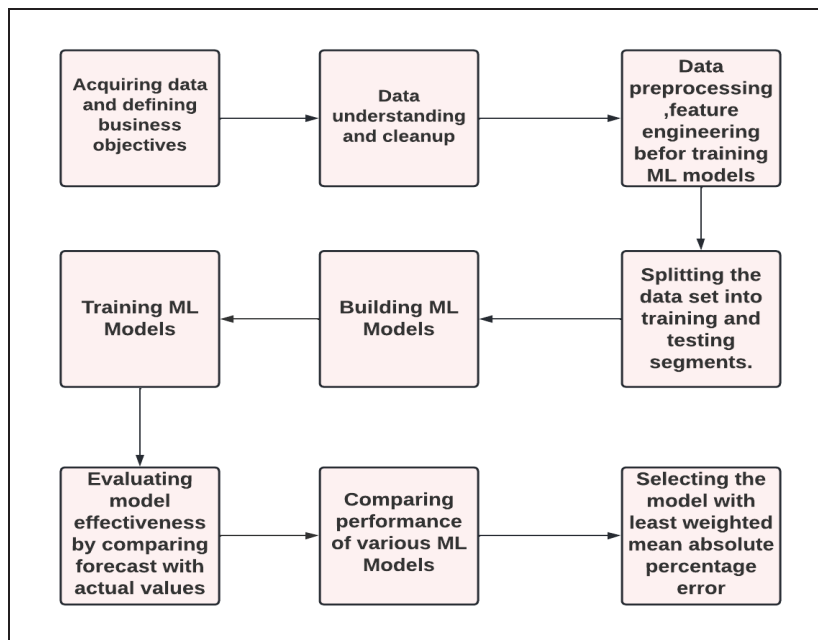 Acquiring data
and defining
business
objectives
Data
understanding
and cleanup
Data
preprocessing
,feature
engineering
befor training
ML models
Splitting the
data set into
training and
testing
segments.
Building ML
Models
Training ML
Models
Evaluating
model
effectiveness
by comparing
forecast with
actual values
Comparing
performance
of various ML
Models
Selecting the
model with
least weighted
mean absolute
percentage
error